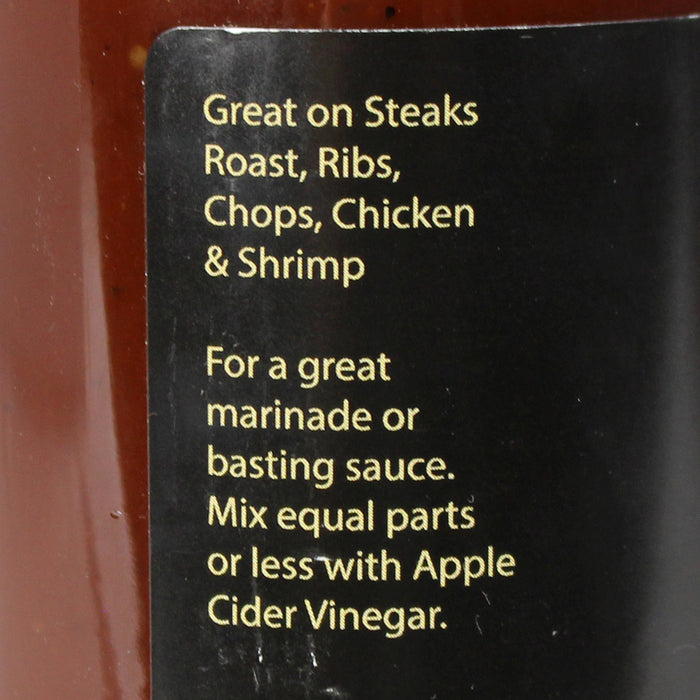 Great on Steaks
Roast, Ribs,
Chops, Chicken
& Shrimp
For a great
marinade or
basting sauce.
Mix equal parts
or less with Apple
Cider Vinegar.